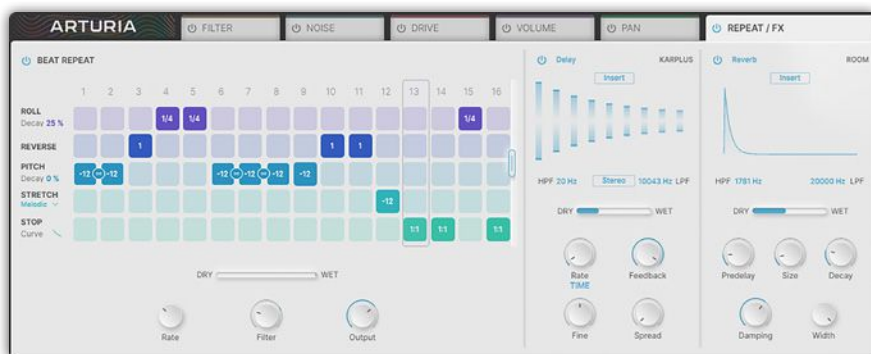 ARTURIA
FILTER
NOISE
DRIVE
VOLUME
PAN
REPEAT / FX
BEAT REPEAT
1 2 3 4 5 6 7 8 9 10 11 12 13 14 15 16
ROLL
Decay 25 %
1/4 1/4 1/4
REVERSE
1 1 1
PITCH
Decay 0 %
-12 -12 -12 -12 -12 -12
STRETCH
Melodic
-12
STOP
Curve
1:1 1:1 1:1
DRY WET
Rate
Filter
Output
Delay
KARPLUS
Insert
HPF 20 Hz
Stereo
10043 Hz LPF
DRY WET
Rate
TIME
Feedback
Fine
Spread
Reverb
ROOM
Insert
HPF 1781 Hz
20000 Hz LPF
DRY WET
Predelay
Size
Decay
Damping
Width